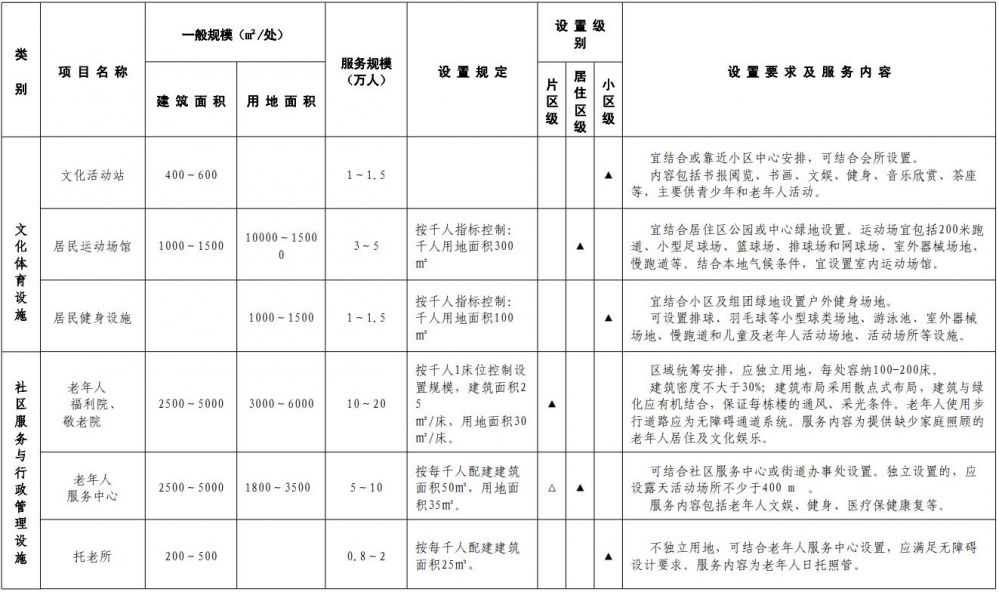 类别
项目名称
一般规模（㎡/处）
建筑面积
用地面积
服务规模
（万人）
设置规定
设置级
别
片区级
居住区级
小区级
设置要求及服务内容
文化体育设施
文化活动站
400～600
1～1.5
▲
宜结合或靠近小区中心安排，可结合会所设置。
内容包括书报阅览、书画、文娱、健身、音乐欣赏、茶座
等，主要供青少年和老年人活动。
居民运动场馆
1000～1500
10000～1500
0
3～5
按千人指标控制：
千人用地面积300
㎡
▲
宜结合居住区公园或中心绿地设置。运动场宜包括200米跑
道、小型足球场、篮球场、排球场和网球场、室外器械场地、
慢跑道等。结合本地气候条件，宜设置室内运动场馆。
居民健身设施
1000～1500
1～1.5
按千人指标控制：
千人用地面积100
㎡
▲
宜结合小区及组团绿地设置户外健身场地。
可设置排球、羽毛球等小型球类场地、游泳池、室外器械
场地、慢跑道和儿童及老年人活动场地、活动场所等设施。
社区服务与行政管理设施
老年人
福利院、
敬老院
2500～5000
3000～6000
10～20
按千人1床位控制设
置规模，建筑面积2
5
㎡/床，用地面积30
㎡/床。
▲
区域统筹安排，应独立用地，每处容纳100-200床。
建筑密度不大于30%；建筑布局采用散点式布局，建筑与绿
化应有机结合，保证每栋楼的通风、采光条件。老年人使用步
行道路应为无障碍通道系统。服务内容为提供缺少家庭照顾的
老年人居住及文化娱乐。
老年人
服务中心
2500～5000
1800～3500
5～10
按每千人配建建筑
面积50㎡，用地面
积35㎡。
△
▲
可结合社区服务中心或街道办事处设置。独立设置的，应
设露天活动场所不少于400 m 。
服务内容包括老年人文娱、健身、医疗保健康复等。
托老所
200～500
0.8～2
按每千人配建建筑
面积25㎡。
▲
不独立用地，可结合老年人服务中心设置，应满足无障碍
设计要求。服务内容为老年人日托照管。